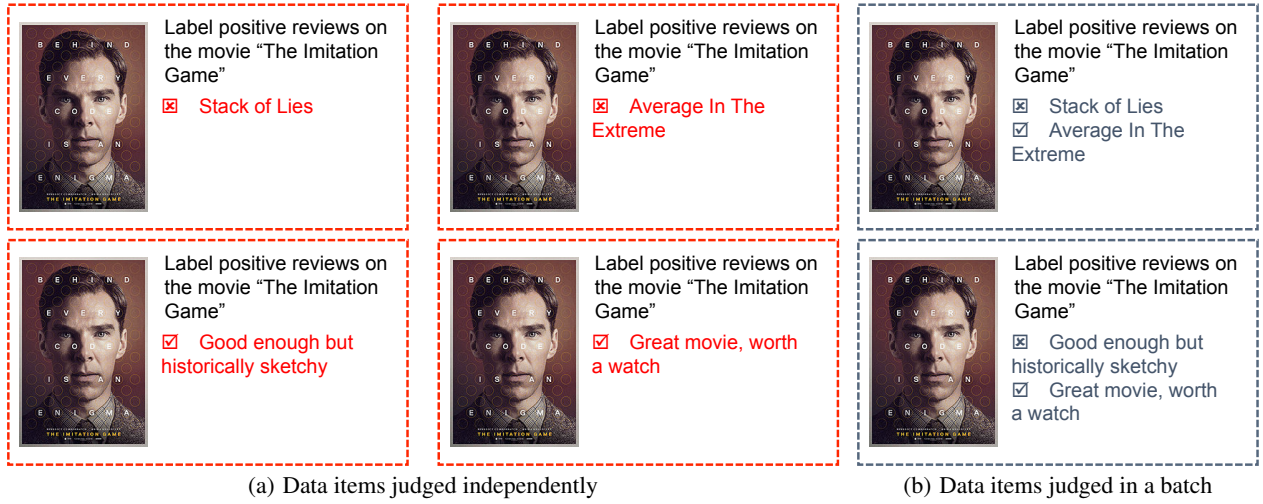 Label positive reviews on
the movie “The Imitation
Game”
☒ Stack of Lies
BEHIND
EVERY
CODE
IS AN
ENIGMA
THE IMITATION GAME
Label positive reviews on
the movie “The Imitation
Game”
☒ Average In The
Extreme
BEHIND
EVERY
CODE
IS AN
ENIGMA
THE IMITATION GAME
Label positive reviews on
the movie “The Imitation
Game”
☒ Stack of Lies
☑ Average In The
Extreme
BEHIND
EVERY
CODE
IS AN
ENIGMA
THE IMITATION GAME
Label positive reviews on
the movie “The Imitation
Game”
☑ Good enough but
historically sketchy
BEHIND
EVERY
CODE
IS AN
ENIGMA
THE IMITATION GAME
Label positive reviews on
the movie “The Imitation
Game”
☑ Great movie, worth
a watch
BEHIND
EVERY
CODE
IS AN
ENIGMA
THE IMITATION GAME
Label positive reviews on
the movie “The Imitation
Game”
☒ Good enough but
historically sketchy
☑ Great movie, worth
a watch
BEHIND
EVERY
CODE
IS AN
ENIGMA
THE IMITATION GAME
(a) Data items judged independently
(b) Data items judged in a batch